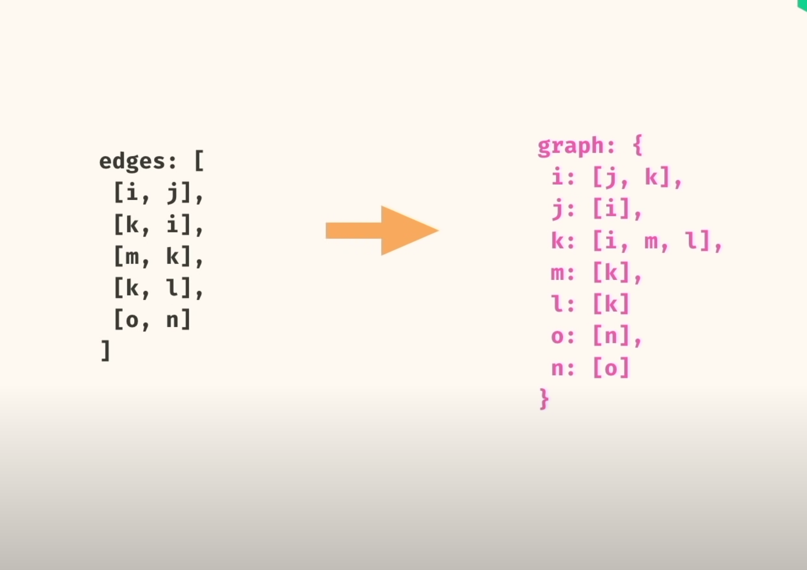 edges: [
[i, j],
[k, i],
[m, k],
[k, l],
[o, n]
]
graph: {
i: [j, k],
j: [i],
k: [i, m, l],
m: [k],
l: [k]
o: [n],
n: [o]
}